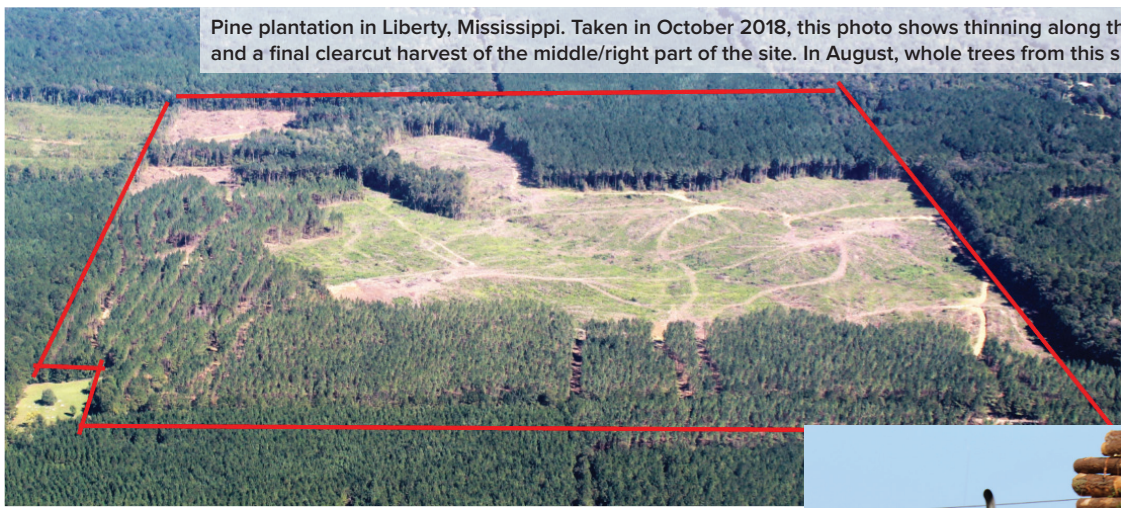 Pine plantation in Liberty, Mississippi. Taken in October 2018, this photo shows thinning along th
and a final clearcut harvest of the middle/right part of the site. In August, whole trees from this s